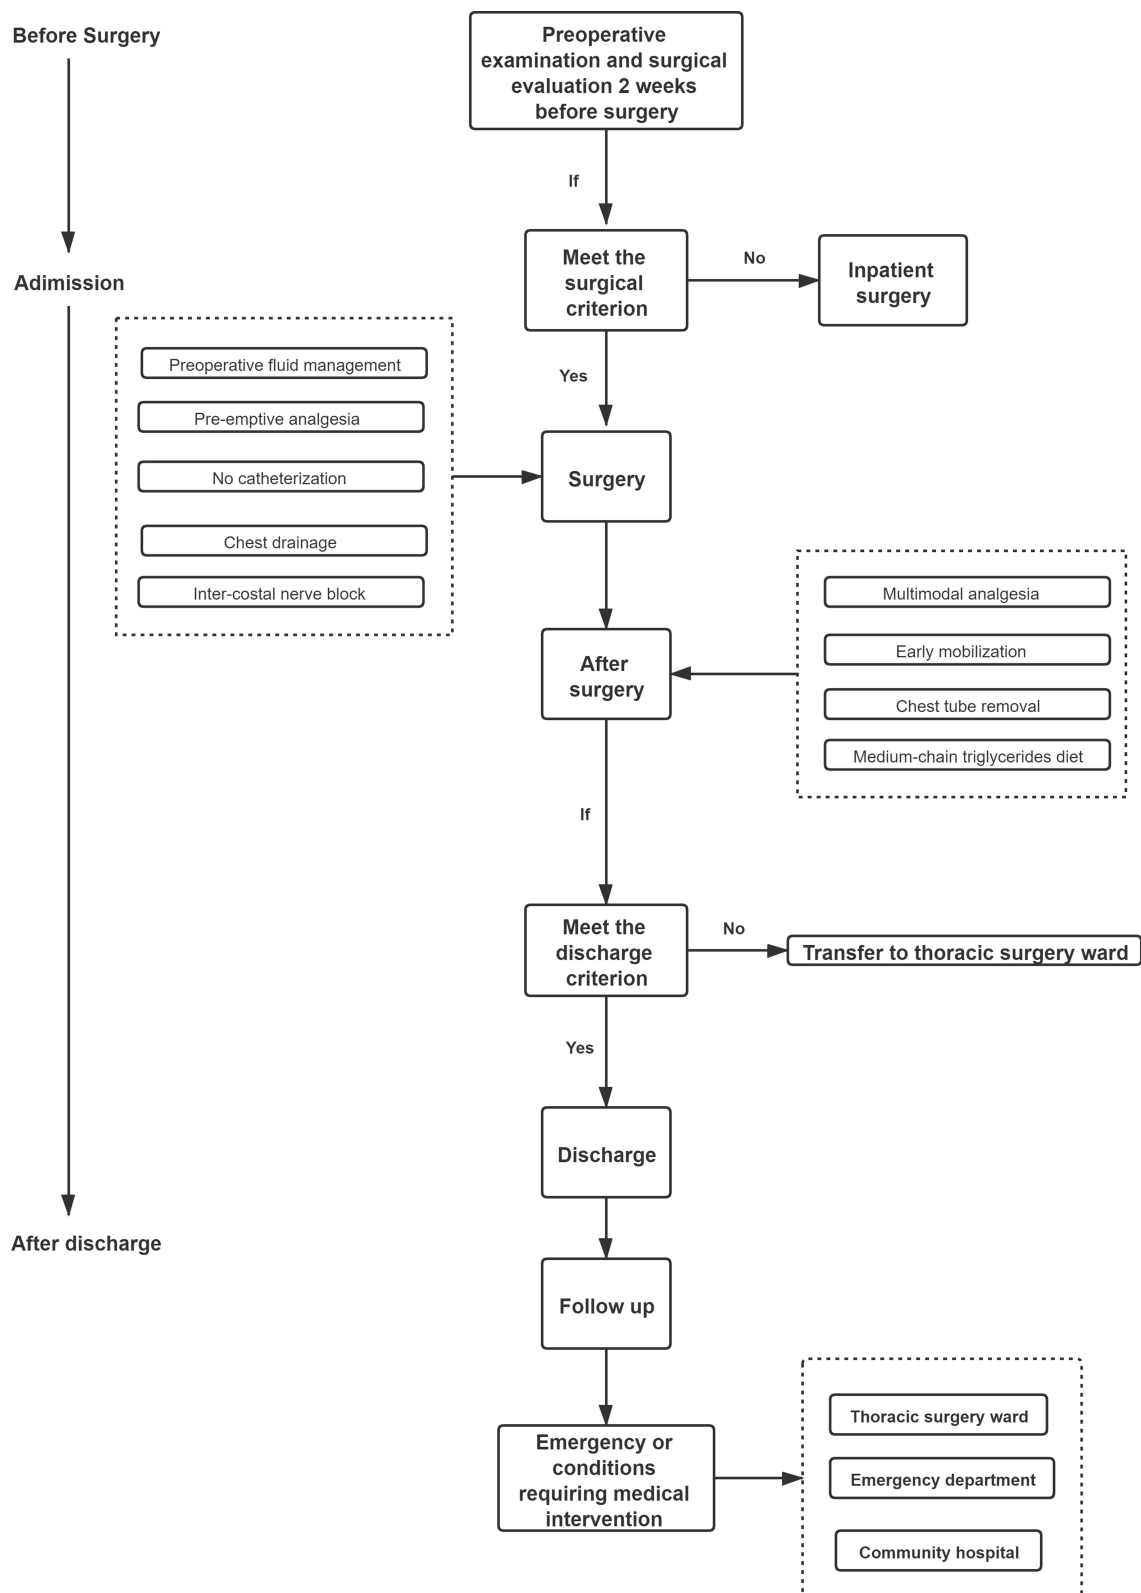 Before Surgery
Preoperative
examination and surgical
evaluation 2 weeks
before surgery
If
Meet the
surgical
criterion
No
Inpatient
surgery
Adimission
Yes
Preoperative fluid management
Pre-emptive analgesia
No catheterization
Chest drainage
Inter-costal nerve block
Surgery
Multimodal analgesia
Early mobilization
Chest tube removal
Medium-chain triglycerides diet
After
surgery
If
Meet the
discharge
criterion
No
Transfer to thoracic surgery ward
Yes
Discharge
After discharge
Follow up
Emergency or
conditions
requiring medical
intervention
Thoracic surgery ward
Emergency department
Community hospital